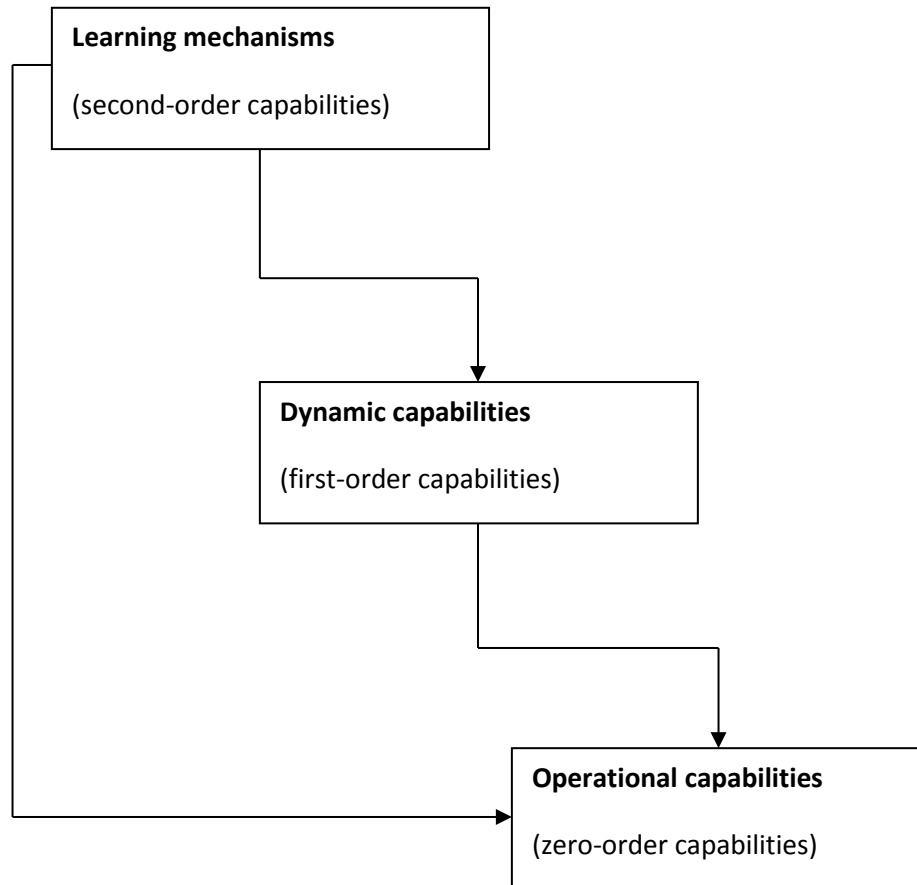 Learning mechanisms
(second-order capabilities)
Dynamic capabilities
(first-order capabilities)
Operational capabilities
(zero-order capabilities)